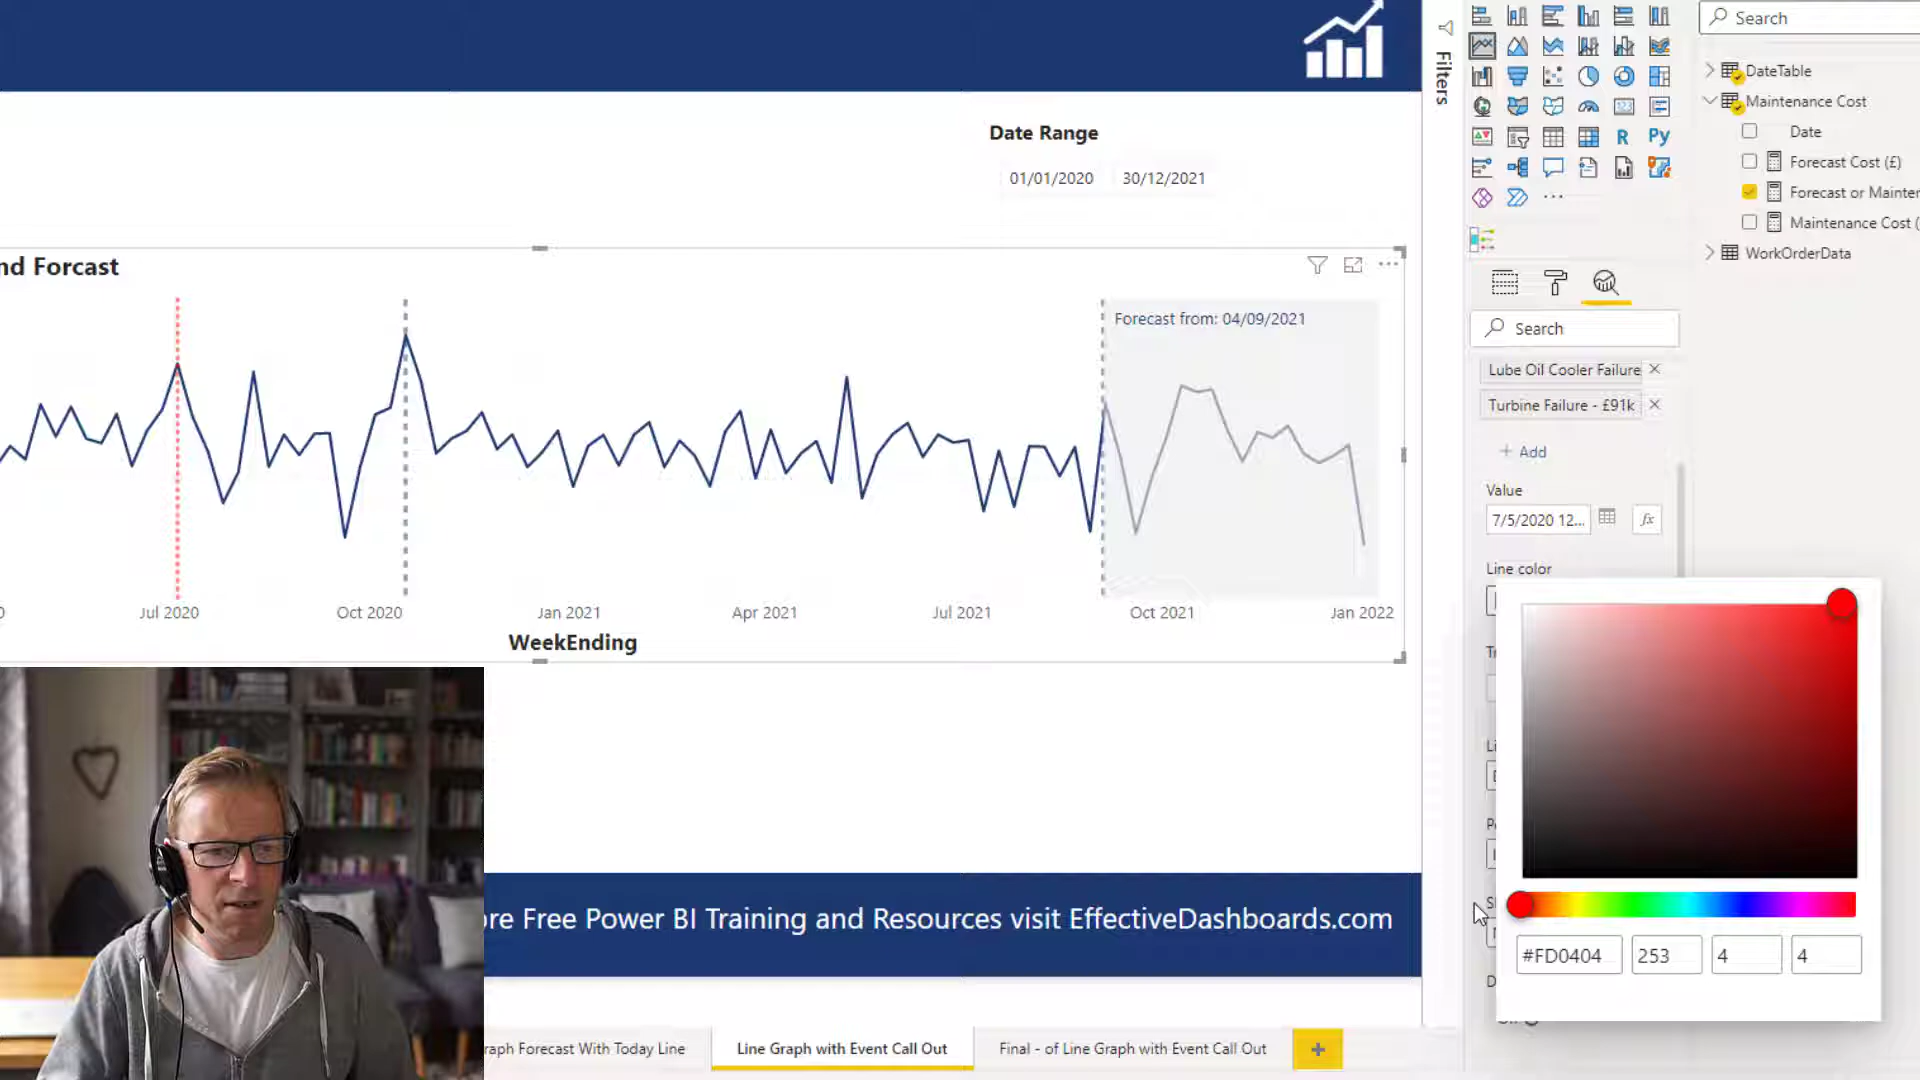 Search
Filters
DateTable
Maintenance Cost
Date
Forecast Cost (£)
Forecast or Mainten
Maintenance Cost (
WorkOrderData
R
Py
123
Date Range
01/01/2020
30/12/2021
nd Forcast
Forecast from: 04/09/2021
Jul 2020
Oct 2020
Jan 2021
Apr 2021
Jul 2021
Oct 2021
Jan 2022
WeekEnding
Search
Lube Oil Cooler Failure
Turbine Failure - £91k
+ Add
Value
7/5/2020 12...
fx
Line color
#FD0404
253
4
4
ore Free Power BI Training and Resources visit EffectiveDashboards.com
raph Forecast With Today Line
Line Graph with Event Call Out
Final - of Line Graph with Event Call Out
+